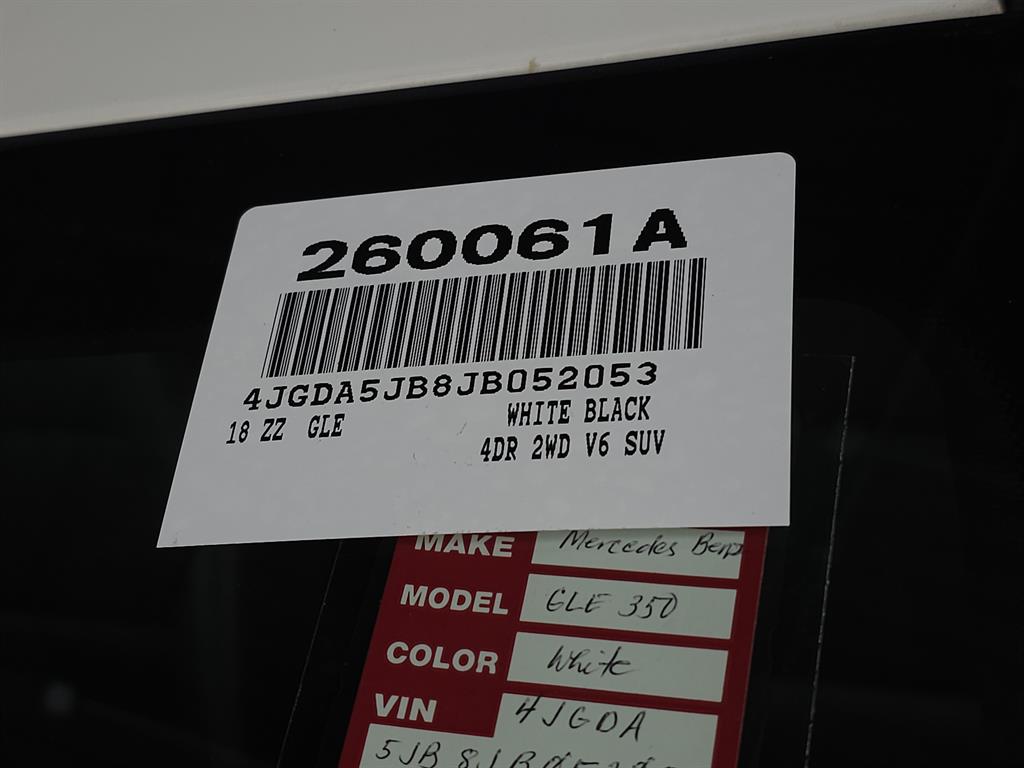 260061A
4JGDA5JB8JB052053
18 ZZ GLE WHITE BLACK
4DR 2WD V6 SUV
MAKE Mercedes Benz
MODEL GLE 350
COLOR White
VIN 4JGDA